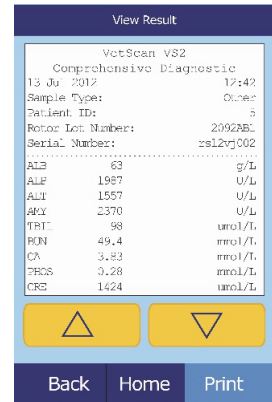 View Result
VetScan VS2
Comprehensive Diagnostic
13 Jul 2012 12:42
Sample Type: Other
Patient ID: 5
Rotor Lot Number: 2092AB1
Serial Number:
ALB 63 g/L
ALP 1987 U/L
ALT 1557 U/L
AMY 2370 U/L
TBIL 98 umol/L
BUN 49.4 mmol/L
CA 3.83 mmol/L
PHOS 0.28 mmol/L
CRE 1424 umol/L
Back Home Print